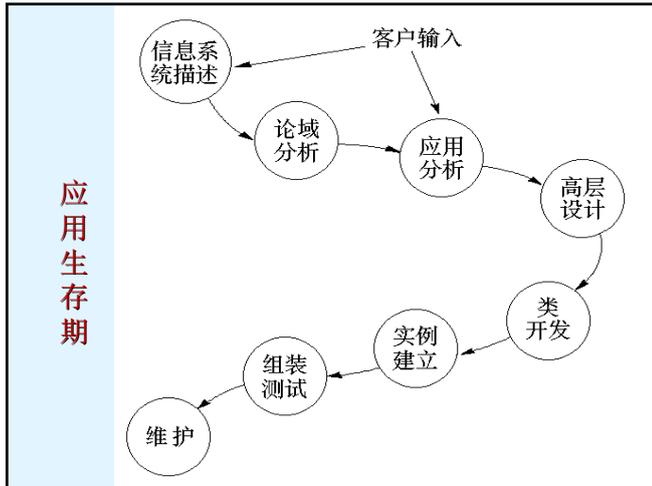 应用生存期
客户输入
信息系
统描述
论域
分析
应用
分析
高层
设计
类
开发
实例
建立
组装
测试
维护